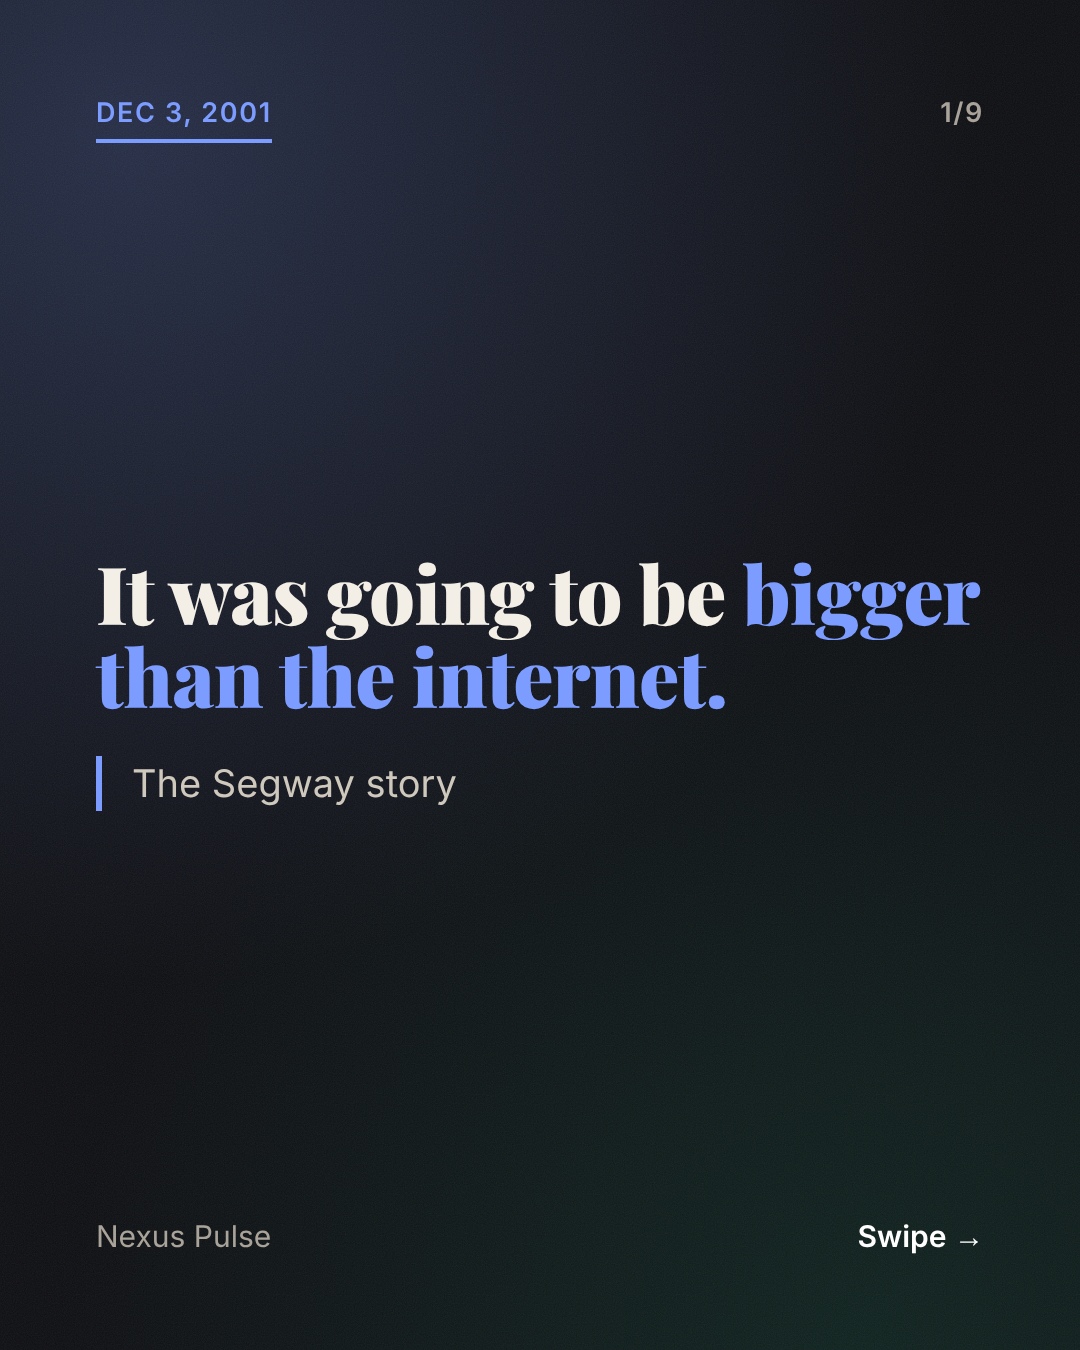 DEC 3, 2001
1/9
It was going to be bigger
than the internet.
The Segway story
Nexus Pulse
Swipe →